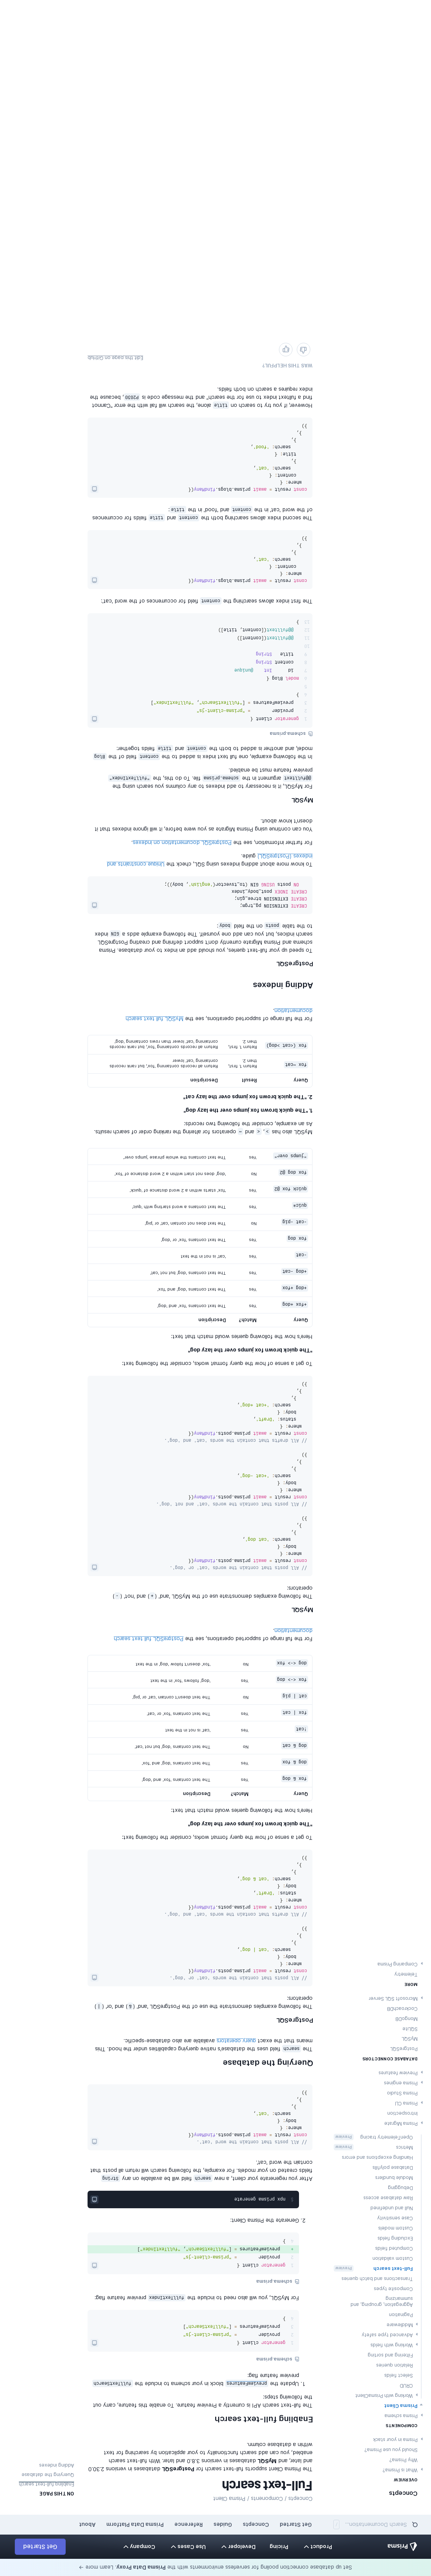 Set up database connection pooling for serverless environments with the Prisma Data Proxy. Learn more →
Prisma
Product
Pricing
Developer
Use Cases
Company
Get Started
Search Documentation...
Get Started
Concepts
Guides
Reference
Prisma Data Platform
About
Concepts
OVERVIEW
What is Prisma?
Why Prisma?
Should you use Prisma?
Prisma in your stack
COMPONENTS
Prisma schema
Prisma Client
Working with PrismaClient
CRUD
Select fields
Relation queries
Filtering and sorting
Working with fields
Advanced type safety
Middleware
Pagination
Aggregation, grouping, and
summarizing
Composite types
Transactions and batch queries
Full-text search Preview
Custom validation
Computed fields
Excluding fields
Custom models
Case sensitivity
Null and undefined
Raw database access
Debugging
Module bundlers
Database polyfills
Handling exceptions and errors
Metrics Preview
OpenTelemetry tracing Preview
Prisma Migrate
Introspection
Prisma CLI
Prisma Studio
Prisma engines
Preview features
DATABASE CONNECTORS
PostgreSQL
MySQL
SQLite
MongoDB
CockroachDB
Microsoft SQL Server
MORE
Telemetry
Comparing Prisma
Concepts / Components / Prisma Client
Full-text search
The Prisma Client supports full-text search for PostgreSQL databases in versions 2.30.0
and later, and MySQL databases in versions 3.8.0 and later. With full-text search
enabled, you can add search functionality to your application by searching for text
within a database column.
ON THIS PAGE
Enabling full-text search
Querying the database
Adding indexes
Enabling full-text search
The full-text search API is currently a Preview feature. To enable this feature, carry out
the following steps:
1. Update the previewFeatures block in your schema to include the fullTextSearch
preview feature flag:
schema.prisma
1 generator client {
2 provider = "prisma-client-js"
3 previewFeatures = ["fullTextSearch"]
4 }
For MySQL, you will also need to include the fullTextIndex preview feature flag:
schema.prisma
1 generator client {
2 provider = "prisma-client-js"
+ previewFeatures = ["fullTextSearch", "fullTextIndex"]
4 }
2. Generate the Prisma Client:
$ npx prisma generate
After you regenerate your client, a new search field will be available on any String
fields created on your models. For example, the following search will return all posts that
contain the word 'cat'.
// All posts that contain the word 'cat'.
const result = await prisma.posts.findMany({
where: {
body: {
search: 'cat',
},
},
})
Querying the database
The search field uses the database's native querying capabilities under the hood. This
means that the exact query operators available are also database-specific.
PostgreSQL
The following examples demonstrate use of the PostgreSQL 'and' (&) and 'or' (|)
operators:
// All posts that contain the words 'cat' or 'dog'.
const result = await prisma.posts.findMany({
where: {
body: {
search: 'cat | dog',
},
},
})

// All drafts that contain the words 'cat' and 'dog'.
const result = await prisma.posts.findMany({
where: {
status: 'Draft',
body: {
search: 'cat & dog',
},
},
})
To get a sense of how the query format works, consider the following text:
"The quick brown fox jumps over the lazy dog"
Here's how the following queries would match that text:
Query Match? Description
fox & dog Yes The text contains 'fox' and 'dog'
dog & fox Yes The text contains 'dog' and 'fox'
dog & cat No The text contains 'dog' but not 'cat'
!cat Yes 'cat' is not in the text
fox | cat Yes The text contains 'fox' or 'cat'
cat | pig No The text doesn't contain 'cat' or 'pig'
fox <-> dog Yes 'dog' follows 'fox' in the text
dog <-> fox No 'fox' doesn't follow 'dog' in the text
For the full range of supported operations, see the PostgreSQL full text search
documentation.
MySQL
The following examples demonstrate use of the MySQL 'and' (+) and 'not' (-)
operators:
// All posts that contain the words 'cat' or 'dog'.
const result = await prisma.posts.findMany({
where: {
body: {
search: 'cat dog',
},
},
})

// All posts that contain the words 'cat' and not 'dog'.
const result = await prisma.posts.findMany({
where: {
body: {
search: '+cat -dog',
},
},
})

// All drafts that contain the words 'cat' and 'dog'.
const result = await prisma.posts.findMany({
where: {
status: 'Draft',
body: {
search: '+cat +dog',
},
},
})
To get a sense of how the query format works, consider the following text:
"The quick brown fox jumps over the lazy dog"
Here's how the following queries would match that text:
Query Match? Description
+fox +dog Yes The text contains 'fox' and 'dog'
+dog +fox Yes The text contains 'dog' and 'fox'
+dog -cat Yes The text contains 'dog' but not 'cat'
-cat Yes 'cat' is not in the text
fox dog Yes The text contains 'fox' or 'dog'
-cat -pig No The text does not contain 'cat' or 'pig'
quic* Yes The text contains a word starting with 'quic'
quick fox @2 Yes 'fox' starts within a 2 word distance of 'quick'
fox dog @2 No 'dog' does not start within a 2 word distance of 'fox'
"jumps over" Yes The text contains the whole phrase 'jumps over'
MySQL also has >, < and ~ operators for altering the ranking order of search results.
As an example, consider the following two records:
1. "The quick brown fox jumps over the lazy dog"
2. "The quick brown fox jumps over the lazy cat"
Query Result Description
fox ~cat Return 1. first, then 2. Return all records containing 'fox', but rank records containing 'cat' lower
fox (<cat >dog) Return 1. first, then 2. Return all records containing 'fox', but rank records containing 'cat' lower than rows containing 'dog'
For the full range of supported operations, see the MySQL full text search
documentation.
Adding indexes
PostgreSQL
To speed up your full-text queries, you should add an index to your database. Prisma
schema and Prisma Migrate currently don't support defining and creating PostgreSQL
search indexes, but you can add one yourself. The following example adds a GIN index
to the table posts on the field body:
CREATE EXTENSION pg_trgm;
CREATE EXTENSION btree_gin;
CREATE INDEX post_body_index
ON posts USING GIN (to_tsvector('english', body));
To know more about adding indexes using SQL, check the Unique constraints and
indexes (PostgreSQL) guide.
For further information, see the PostgreSQL documentation on indexes.
You can continue using Prisma Migrate as you were before, it will ignore indexes that it
doesn't know about.
MySQL
For MySQL, it is necessary to add indexes to any columns you search using the
@@fulltext argument in the schema.prisma file. To do this, the "fullTextIndex"
preview feature must be enabled.
In the following example, one full text index is added to the content field of the Blog
model, and another is added to both the content and title fields together:
schema.prisma
1 generator client {
2 provider = "prisma-client-js"
3 previewFeatures = ["fullTextSearch", "fullTextIndex"]
4 }
5
6 model Blog {
7 id Int @unique
8 content String
9 title String
10
11 @@fulltext([content])
12 @@fulltext([content, title])
13 }
The first index allows searching the content field for occurrences of the word 'cat':
const result = await prisma.blogs.findMany({
where: {
content: {
search: 'cat',
},
},
})
The second index allows searching both the content and title fields for occurrences
of the word 'cat' in the content and 'food' in the title:
const result = await prisma.blogs.findMany({
where: {
content: {
search: 'cat',
},
title: {
search: 'food',
},
},
})
However, if you try to search on title alone, the search will fail with the error "Cannot
find a fulltext index to use for the search" and the message code is P2030, because the
index requires a search on both fields.
WAS THIS HELPFUL?
Edit this page on GitHub